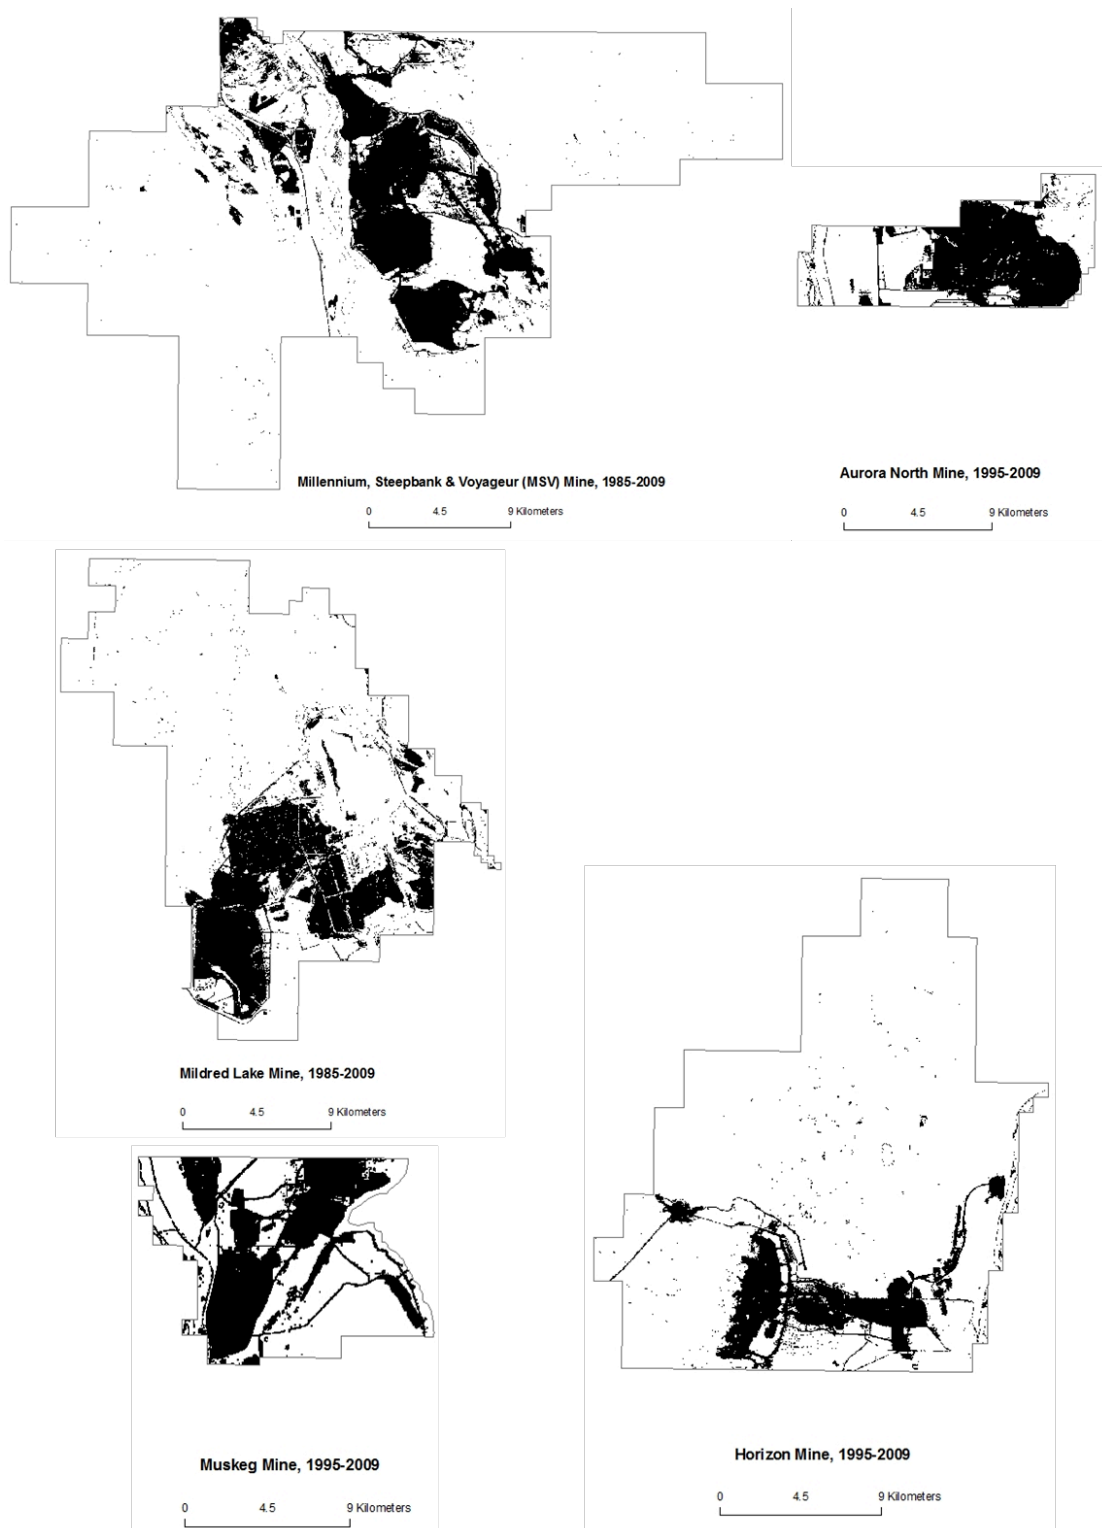 Millennium, Steepbank & Voyageur (MSV) Mine, 1985-2009
0 4.5 9 Kilometers
Aurora North Mine, 1995-2009
0 4.5 9 Kilometers
Mildred Lake Mine, 1985-2009
0 4.5 9 Kilometers
Muskeg Mine, 1995-2009
0 4.5 9 Kilometers
Horizon Mine, 1995-2009
0 4.5 9 Kilometers